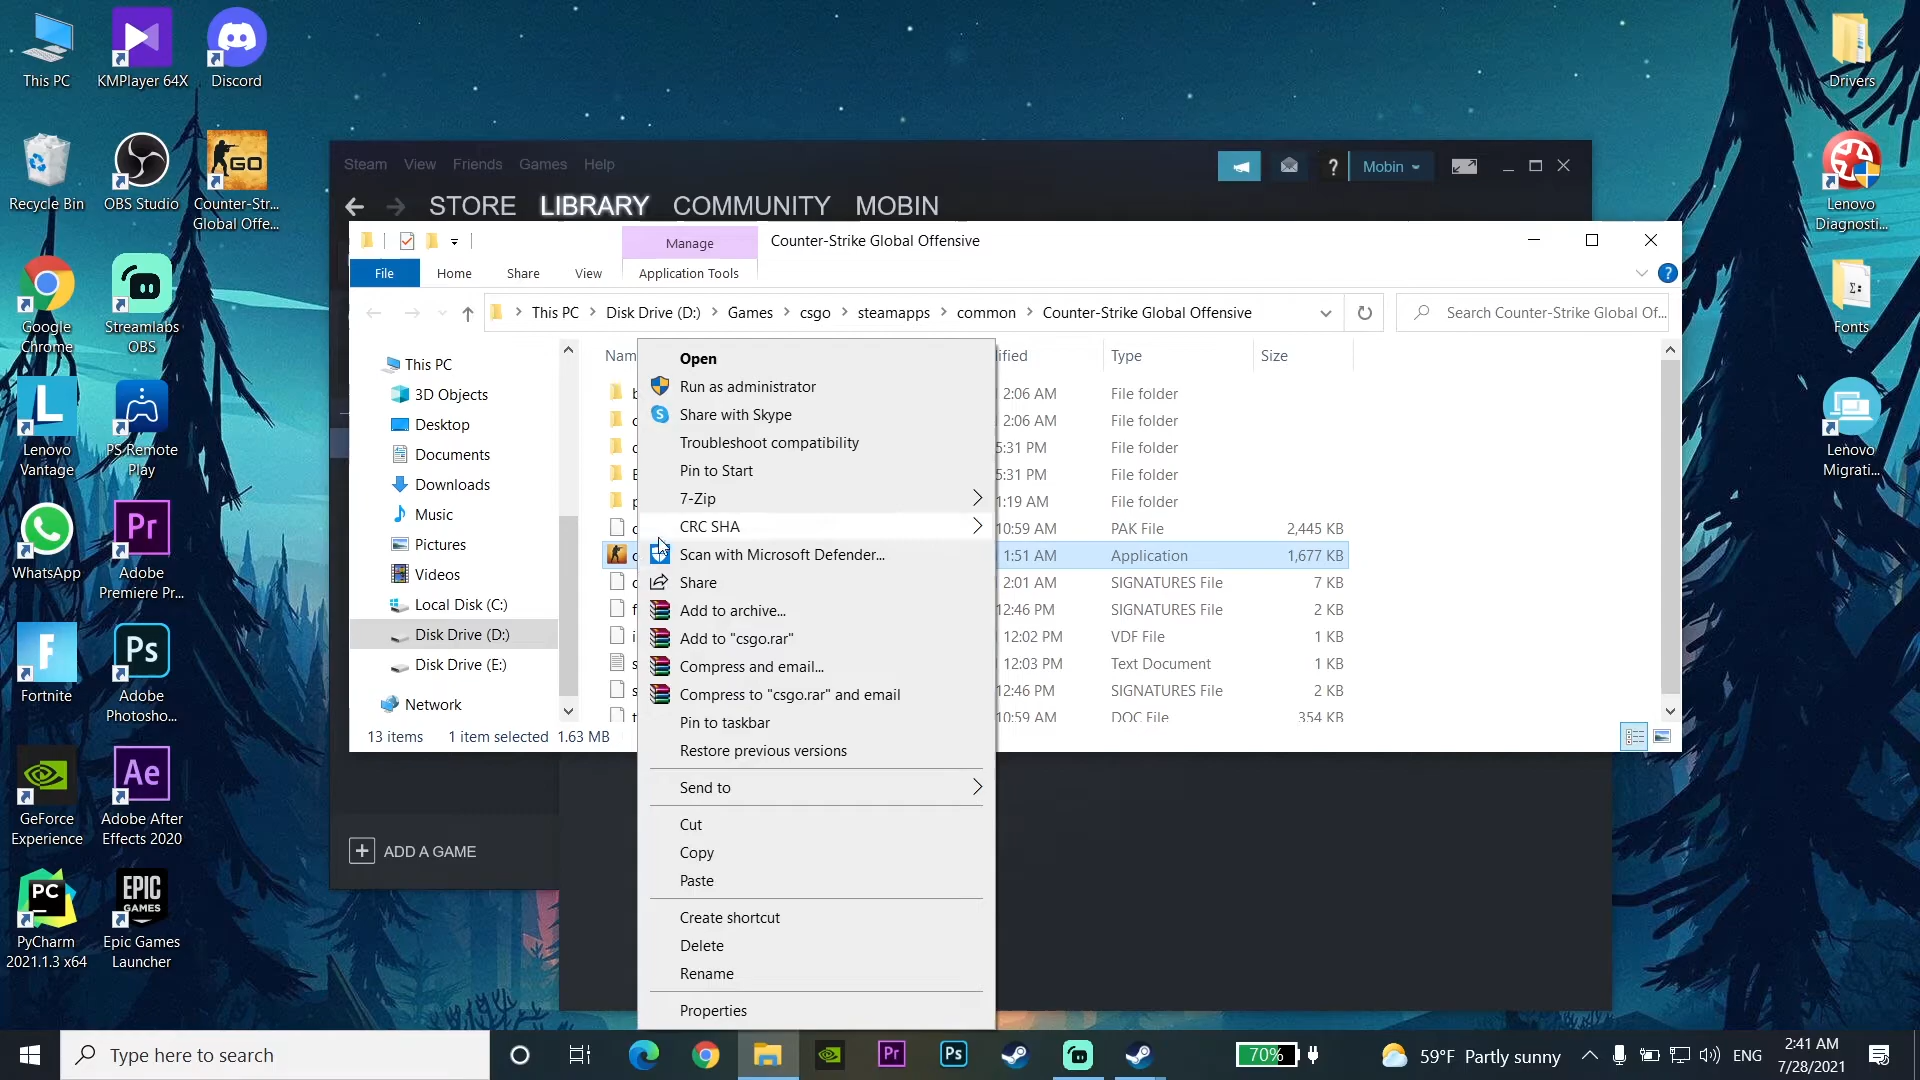 This PC
KMPlayer 64X
Discord
Drivers
Recycle Bin
OBS Studio
Counter-Str...
Global Offe...
GO
Lenovo
Diagnosti...
Google
Chrome
Streamlabs
OBS
Fonts
L
Lenovo
Vantage
PS Remote
Play
Lenovo
Migrati...
WhatsApp
Pr
Adobe
Premiere Pr...
F
Fortnite
Ps
Adobe
Photosho...
GeForce
Experience
Ae
Adobe After
Effects 2020
PC
PyCharm
2021.1.3 x64
EPIC
GAMES
Epic Games
Launcher
Steam View Friends Games Help
? Mobin
STORE LIBRARY COMMUNITY MOBIN
Manage Counter-Strike Global Offensive
File Home Share View Application Tools
?
This PC > Disk Drive (D:) > Games > csgo > steamapps > common > Counter-Strike Global Offensive
Search Counter-Strike Global Of...
This PC
3D Objects
Desktop
Documents
Downloads
Music
Pictures
Videos
Local Disk (C:)
Disk Drive (D:)
Disk Drive (E:)
Network
13 items 1 item selected 1.63 MB
Type Size
2:06 AM File folder
2:06 AM File folder
5:31 PM File folder
5:31 PM File folder
1:19 AM File folder
10:59 AM PAK File 2,445 KB
1:51 AM Application 1,677 KB
2:01 AM SIGNATURES File 7 KB
12:46 PM SIGNATURES File 2 KB
12:02 PM VDF File 1 KB
12:03 PM Text Document 1 KB
12:46 PM SIGNATURES File 2 KB
10:59 AM DOC File 354 KB
Open
Run as administrator
Share with Skype
Troubleshoot compatibility
Pin to Start
7-Zip
CRC SHA
Scan with Microsoft Defender...
Share
Add to archive...
Add to "csgo.rar"
Compress and email...
Compress to "csgo.rar" and email
Pin to taskbar
Restore previous versions
Send to
Cut
Copy
Paste
Create shortcut
Delete
Rename
Properties
+ ADD A GAME
Type here to search
Pr
Ps
70%
59°F Partly sunny
ENG
2:41 AM
7/28/2021